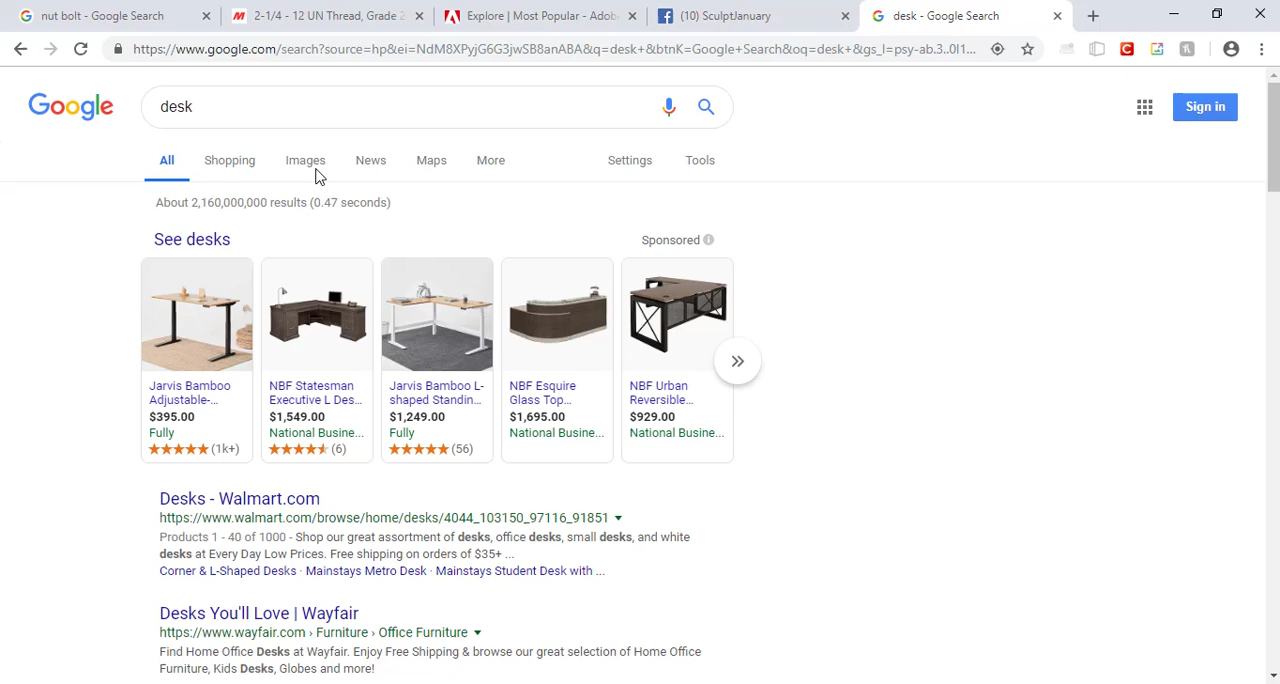 nut bolt - Google Search
2-1/4 - 12 UN Thread, Grade 2
Explore | Most Popular - Adob
(10) SculptJanuary
desk - Google Search
https://www.google.com/search?source=hp&ei=NdM8XPyjG6G3jwSB8anABA&q=desk+&btnK=Google+Search&oq=desk+&gs_l=psy-ab.3..0l1...
Google
desk
Sign in
All Shopping Images News Maps More Settings Tools
About 2,160,000,000 results (0.47 seconds)
See desks
Sponsored
Jarvis Bamboo
Adjustable-...
$395.00
Fully
(1k+)
NBF Statesman
Executive L Des...
$1,549.00
National Busine...
(6)
Jarvis Bamboo L-
shaped Standin...
$1,249.00
Fully
(56)
NBF Esquire
Glass Top...
$1,695.00
National Busine...
NBF Urban
Reversible...
$929.00
National Busine...
Desks - Walmart.com
https://www.walmart.com/browse/home/desks/4044_103150_97116_91851
Products 1 - 40 of 1000 - Shop our great assortment of desks, office desks, small desks, and white
desks at Every Day Low Prices. Free shipping on orders of $35+ ...
Corner & L-Shaped Desks · Mainstays Metro Desk · Mainstays Student Desk with ...
Desks You'll Love | Wayfair
https://www.wayfair.com › Furniture › Office Furniture
Find Home Office Desks at Wayfair. Enjoy Free Shipping & browse our great selection of Home Office
Furniture, Kids Desks, Globes and more!